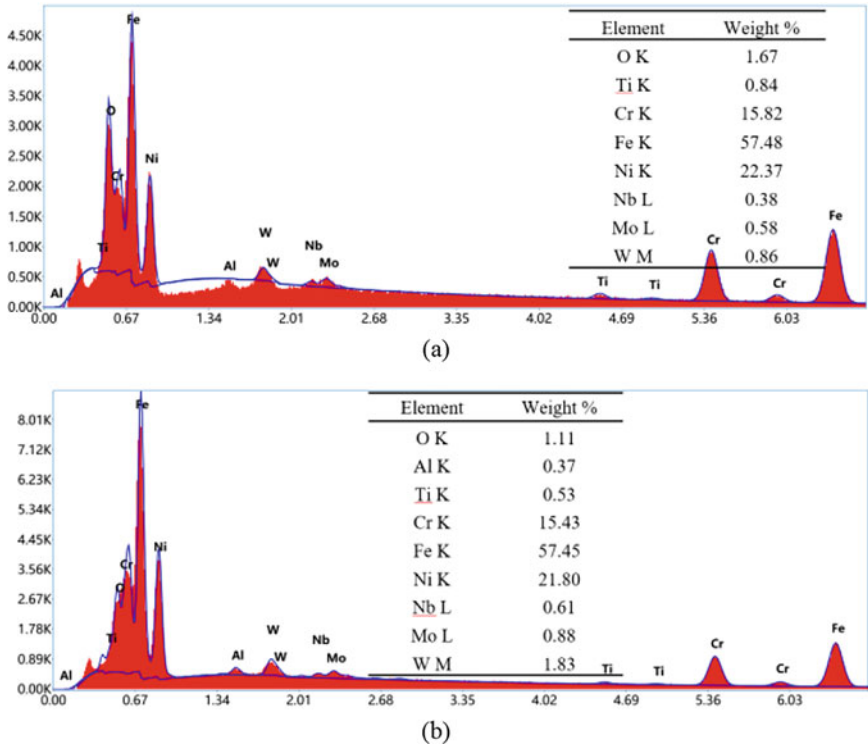 Fe
4.50K
4.00K
3.50K
O
3.00K
2.50K
Cr
Ni
2.00K
1.50K
1.00K
W
Nb
0.50K
Ti
Al
W
Mo
Al
0.00K
0.00 0.67 1.34 2.01 2.68 3.35 4.02 4.69 5.36 6.03
Ti Ti Cr Cr Fe
Element Weight %
O K 1.67
Ti K 0.84
Cr K 15.82
Fe K 57.48
Ni K 22.37
Nb L 0.38
Mo L 0.58
W M 0.86
(a)
Fe
8.01K
7.12K
6.23K
5.34K
4.45K
Cr
Ni
3.56K
O
2.67K
1.78K
Ti
W
Nb
0.89K
Al
W
Mo
Al
0.00K
0.00 0.67 1.34 2.01 2.68 3.35 4.02 4.69 5.36 6.03
Ti Ti Cr Cr Fe
Element Weight %
O K 1.11
Al K 0.37
Ti K 0.53
Cr K 15.43
Fe K 57.45
Ni K 21.80
Nb L 0.61
Mo L 0.88
W M 1.83
(b)